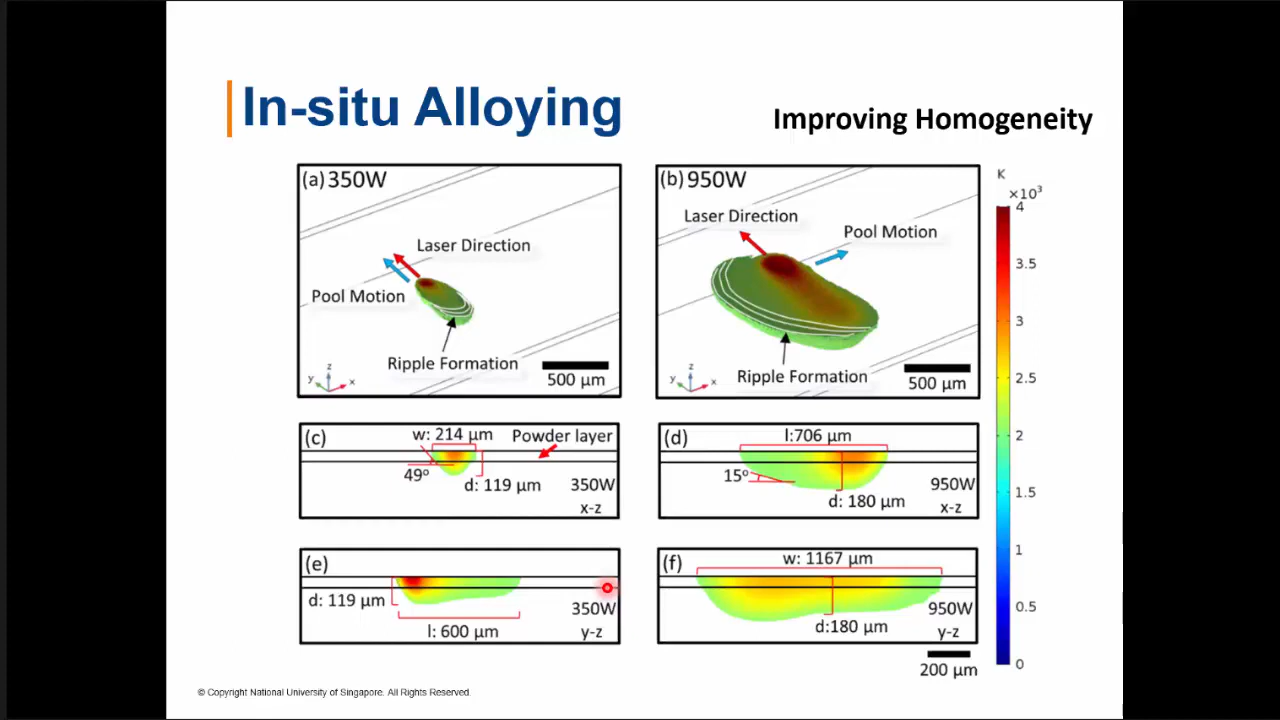 In-situ Alloying
Improving Homogeneity
(a) 350W
Laser Direction
Pool Motion
Ripple Formation
z
y
x
500 µm
(b) 950W
Laser Direction
Pool Motion
Ripple Formation
z
y
x
500 µm
K
×10³
4
3.5
3
2.5
2
1.5
1
0.5
0
(c)
w: 214 µm
Powder layer
49°
d: 119 µm
350W
x-z
(d)
l:706 µm
15°
d: 180 µm
950W
x-z
(e)
d: 119 µm
l: 600 µm
350W
y-z
(f)
w: 1167 µm
d:180 µm
950W
y-z
200 µm
© Copyright National University of Singapore. All Rights Reserved.